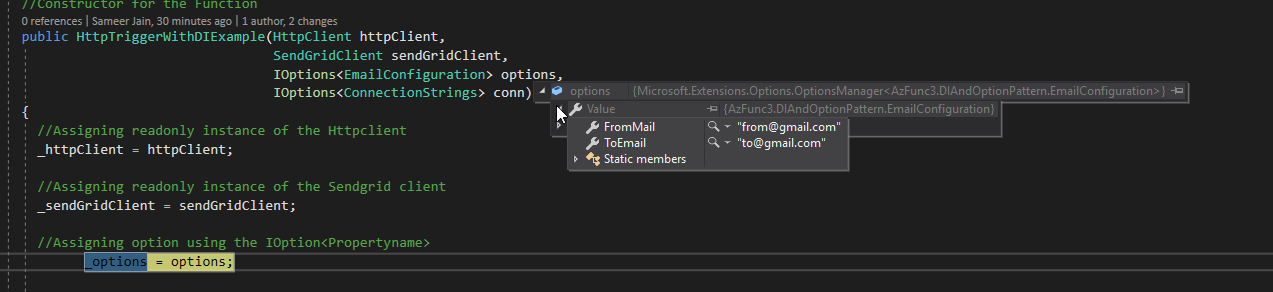 //Constructor for the Function
0 references | Sameer Jain, 30 minutes ago | 1 author, 2 changes
public HttpTriggerWithDIExample(HttpClient httpClient,
SendGridClient sendGridClient,
IOptions<EmailConfiguration> options,
IOptions<ConnectionStrings> conn)
options {Microsoft.Extensions.Options.OptionsManager<AzFunc3.DIAndOptionPattern.EmailConfiguration>}
Value {AzFunc3.DIAndOptionPattern.EmailConfiguration}
FromMail "from@gmail.com"
ToEmail "to@gmail.com"
Static members
{
//Assigning readonly instance of the Httpclient
_httpClient = httpClient;
//Assigning readonly instance of the Sendgrid client
_sendGridClient = sendGridClient;
//Assigning option using the IOption<Propertyname>
_options = options;